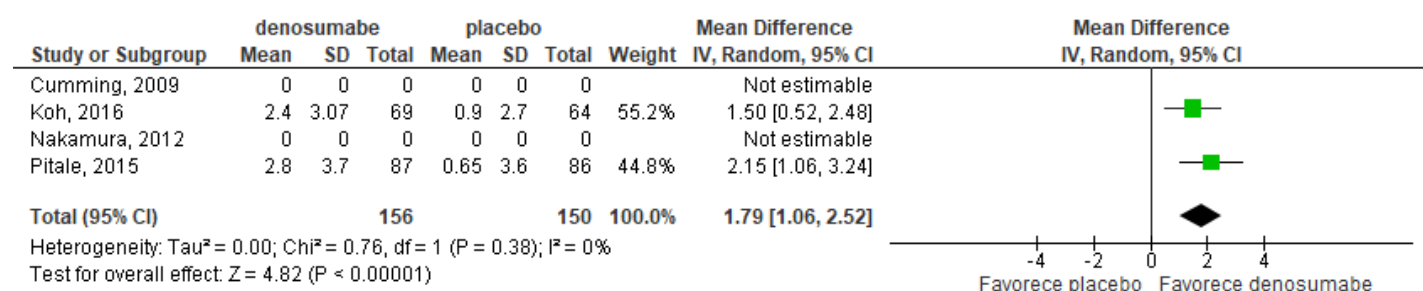 denosumabe placebo Mean Difference Mean Difference
Study or Subgroup Mean SD Total Mean SD Total Weight IV, Random, 95% CI IV, Random, 95% CI
Cumming, 2009 0 0 0 0 0 0 Not estimable
Koh, 2016 2.4 3.07 69 0.9 2.7 64 55.2% 1.50 [0.52, 2.48]
Nakamura, 2012 0 0 0 0 0 0 Not estimable
Pitale, 2015 2.8 3.7 87 0.65 3.6 86 44.8% 2.15 [1.06, 3.24]
Total (95% CI) 156 150 100.0% 1.79 [1.06, 2.52]
Heterogeneity: Tau² = 0.00; Chi² = 0.76, df = 1 (P = 0.38); I² = 0%
Test for overall effect: Z = 4.82 (P < 0.00001)
-4 -2 0 2 4
Favorece placebo Favorece denosumabe